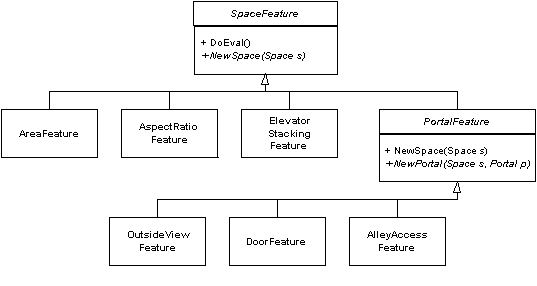 SpaceFeature
+ DoEval()
+NewSpace(Space s)
AreaFeature
AspectRatio
Feature
Elevator
Stacking
Feature
PortalFeature
+ NewSpace(Space s)
+NewPortal(Space s, Portal p)
OutsideView
Feature
DoorFeature
AlleyAccess
Feature